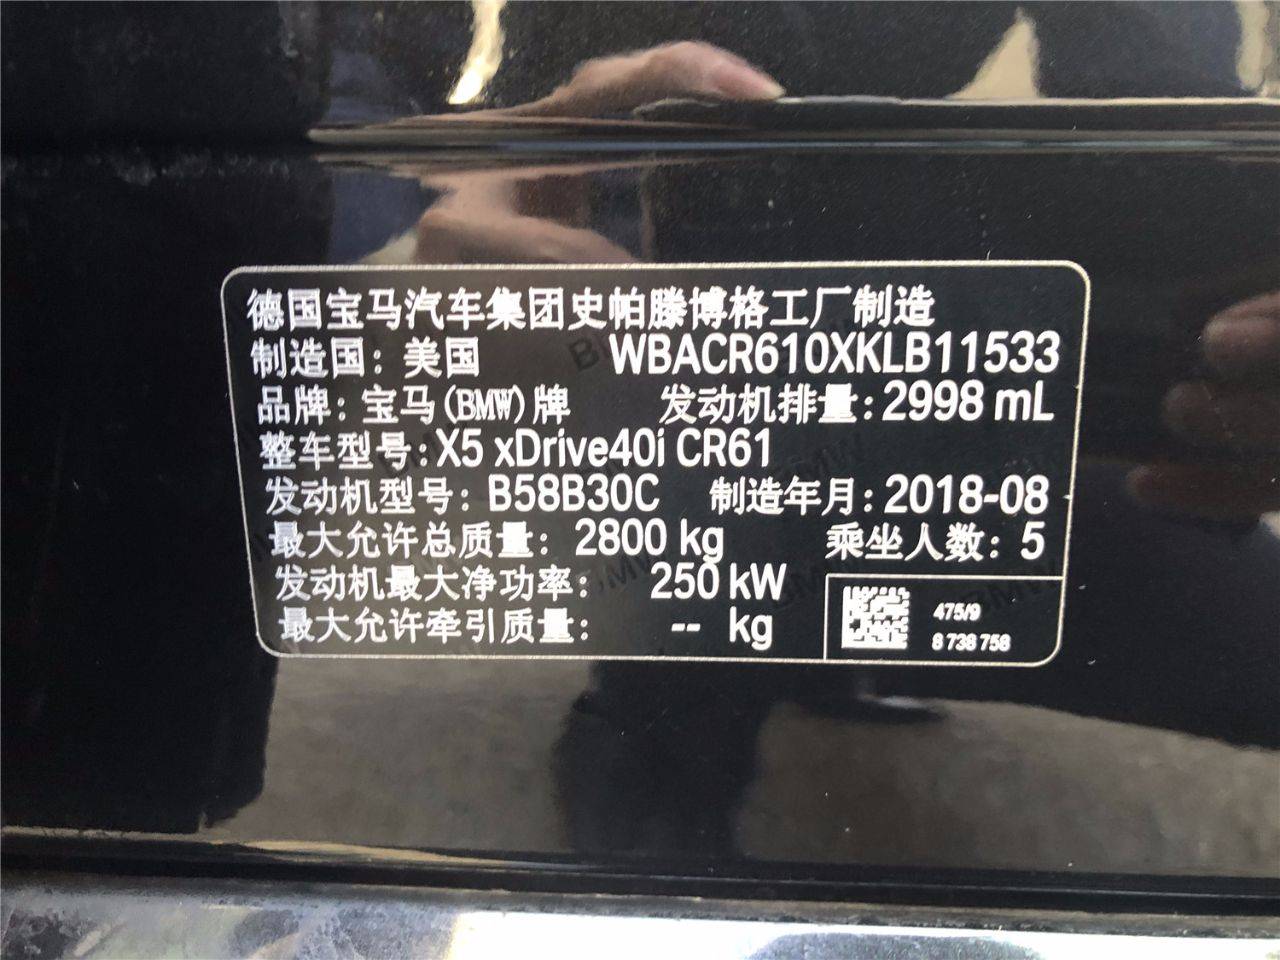 德国宝马汽车集团史帕滕博格工厂制造
制造国：美国 WBACR610XKLB11533
品牌：宝马(BMW)牌 发动机排量：2998 mL
整车型号：X5 xDrive40i CR61
发动机型号：B58B30C 制造年月：2018-08
最大允许总质量：2800 kg 乘坐人数：5
发动机最大净功率：250 kW
最大允许牵引质量：-- kg
475/9
8 738 758